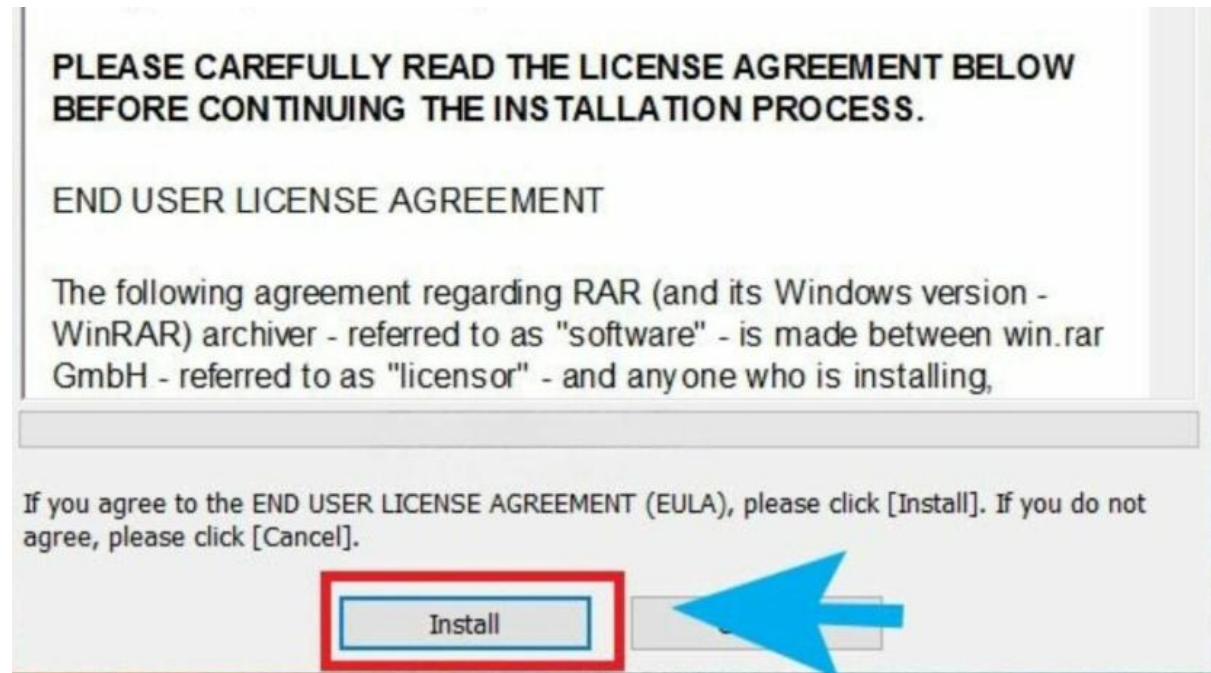 PLEASE CAREFULLY READ THE LICENSE AGREEMENT BELOW
BEFORE CONTINUING THE INSTALLATION PROCESS.
END USER LICENSE AGREEMENT
The following agreement regarding RAR (and its Windows version -
WinRAR) archiver - referred to as "software" - is made between win.rar
GmbH - referred to as "licensor" - and anyone who is installing,
If you agree to the END USER LICENSE AGREEMENT (EULA), please click [Install]. If you do not
agree, please click [Cancel].
Install